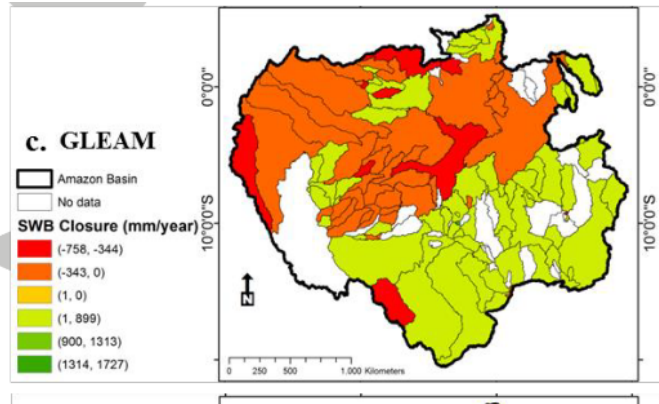 c. GLEAM
Amazon Basin
No data
SWB Closure (mm/year)
(-758, -344)
(-343, 0)
(1, 0)
(1, 899)
(900, 1313)
(1314, 1727)
0°0'0"
10°0'0"S
N
0 250 500 1,000 Kilometers
0°0'0"
10°0'0"S